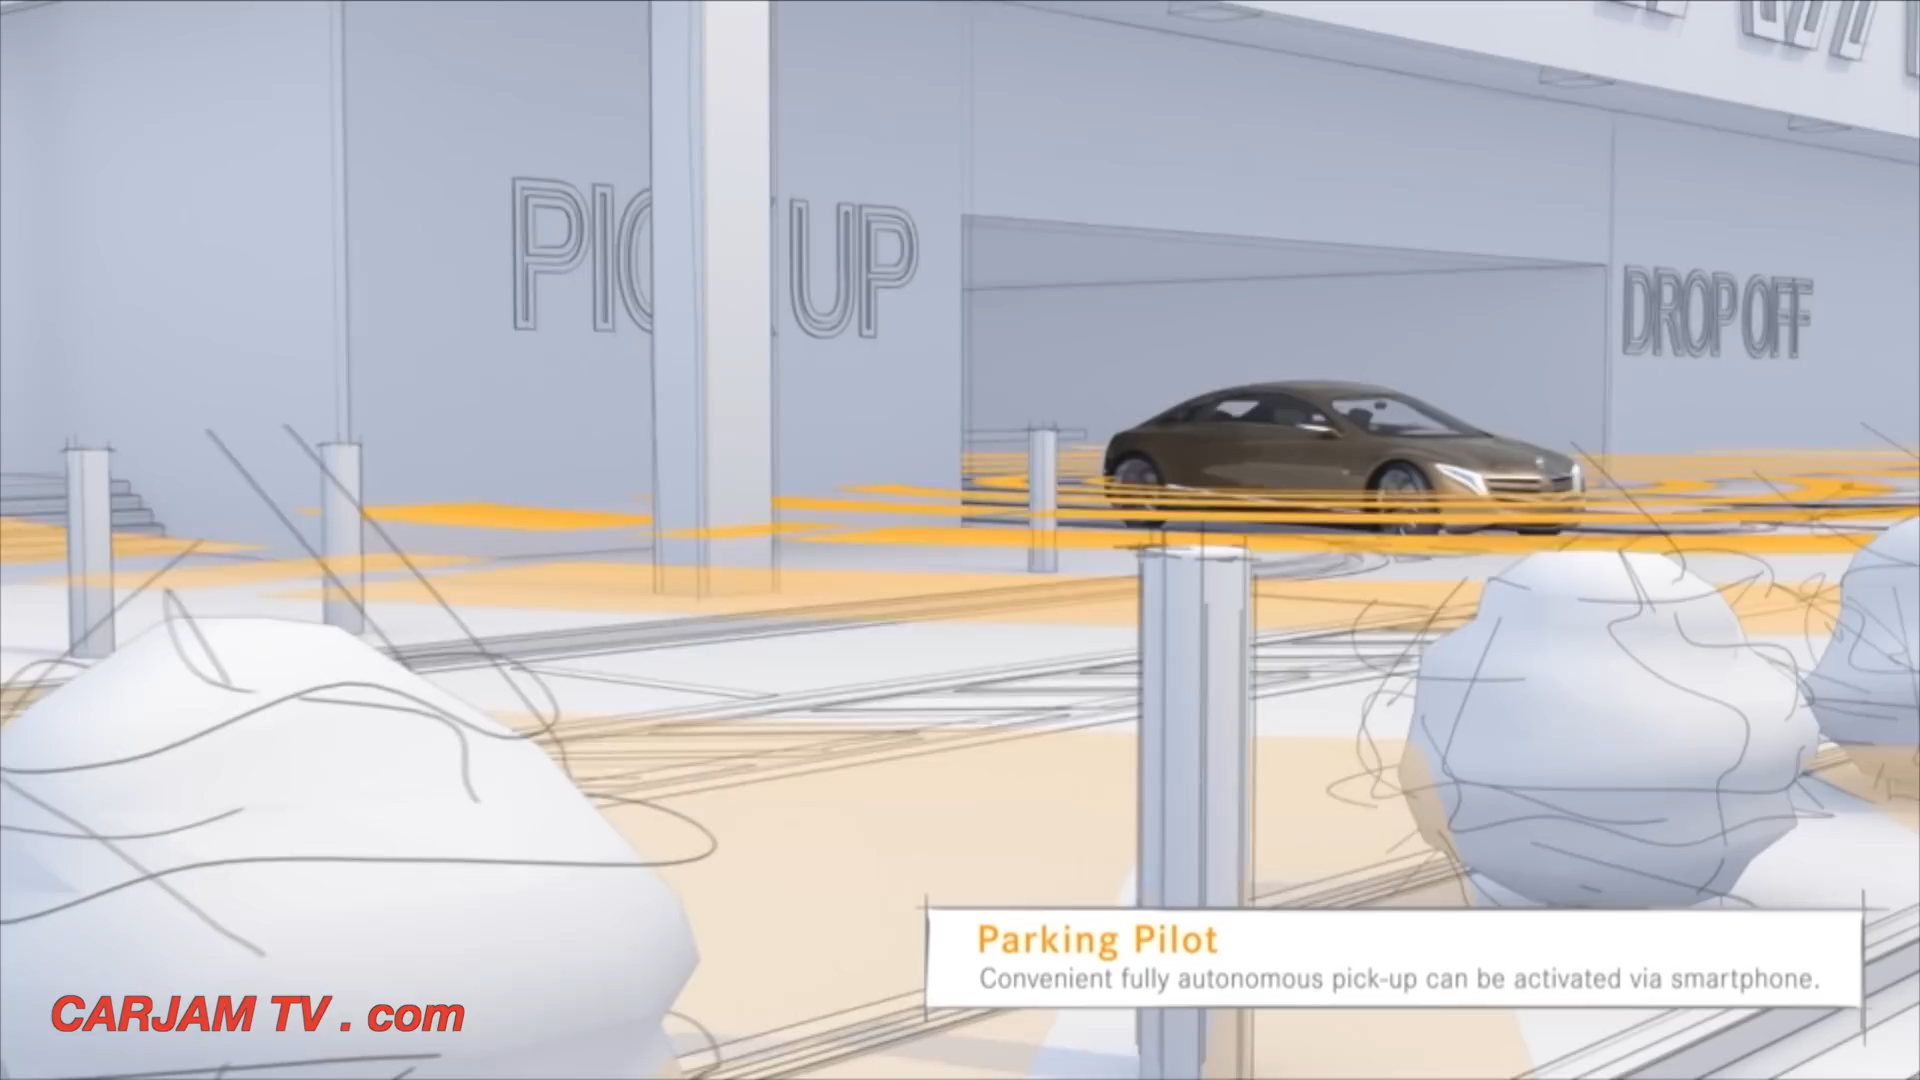 PIC UP
DROP OFF
Parking Pilot
Convenient fully autonomous pick-up can be activated via smartphone.
CARJAM TV . com